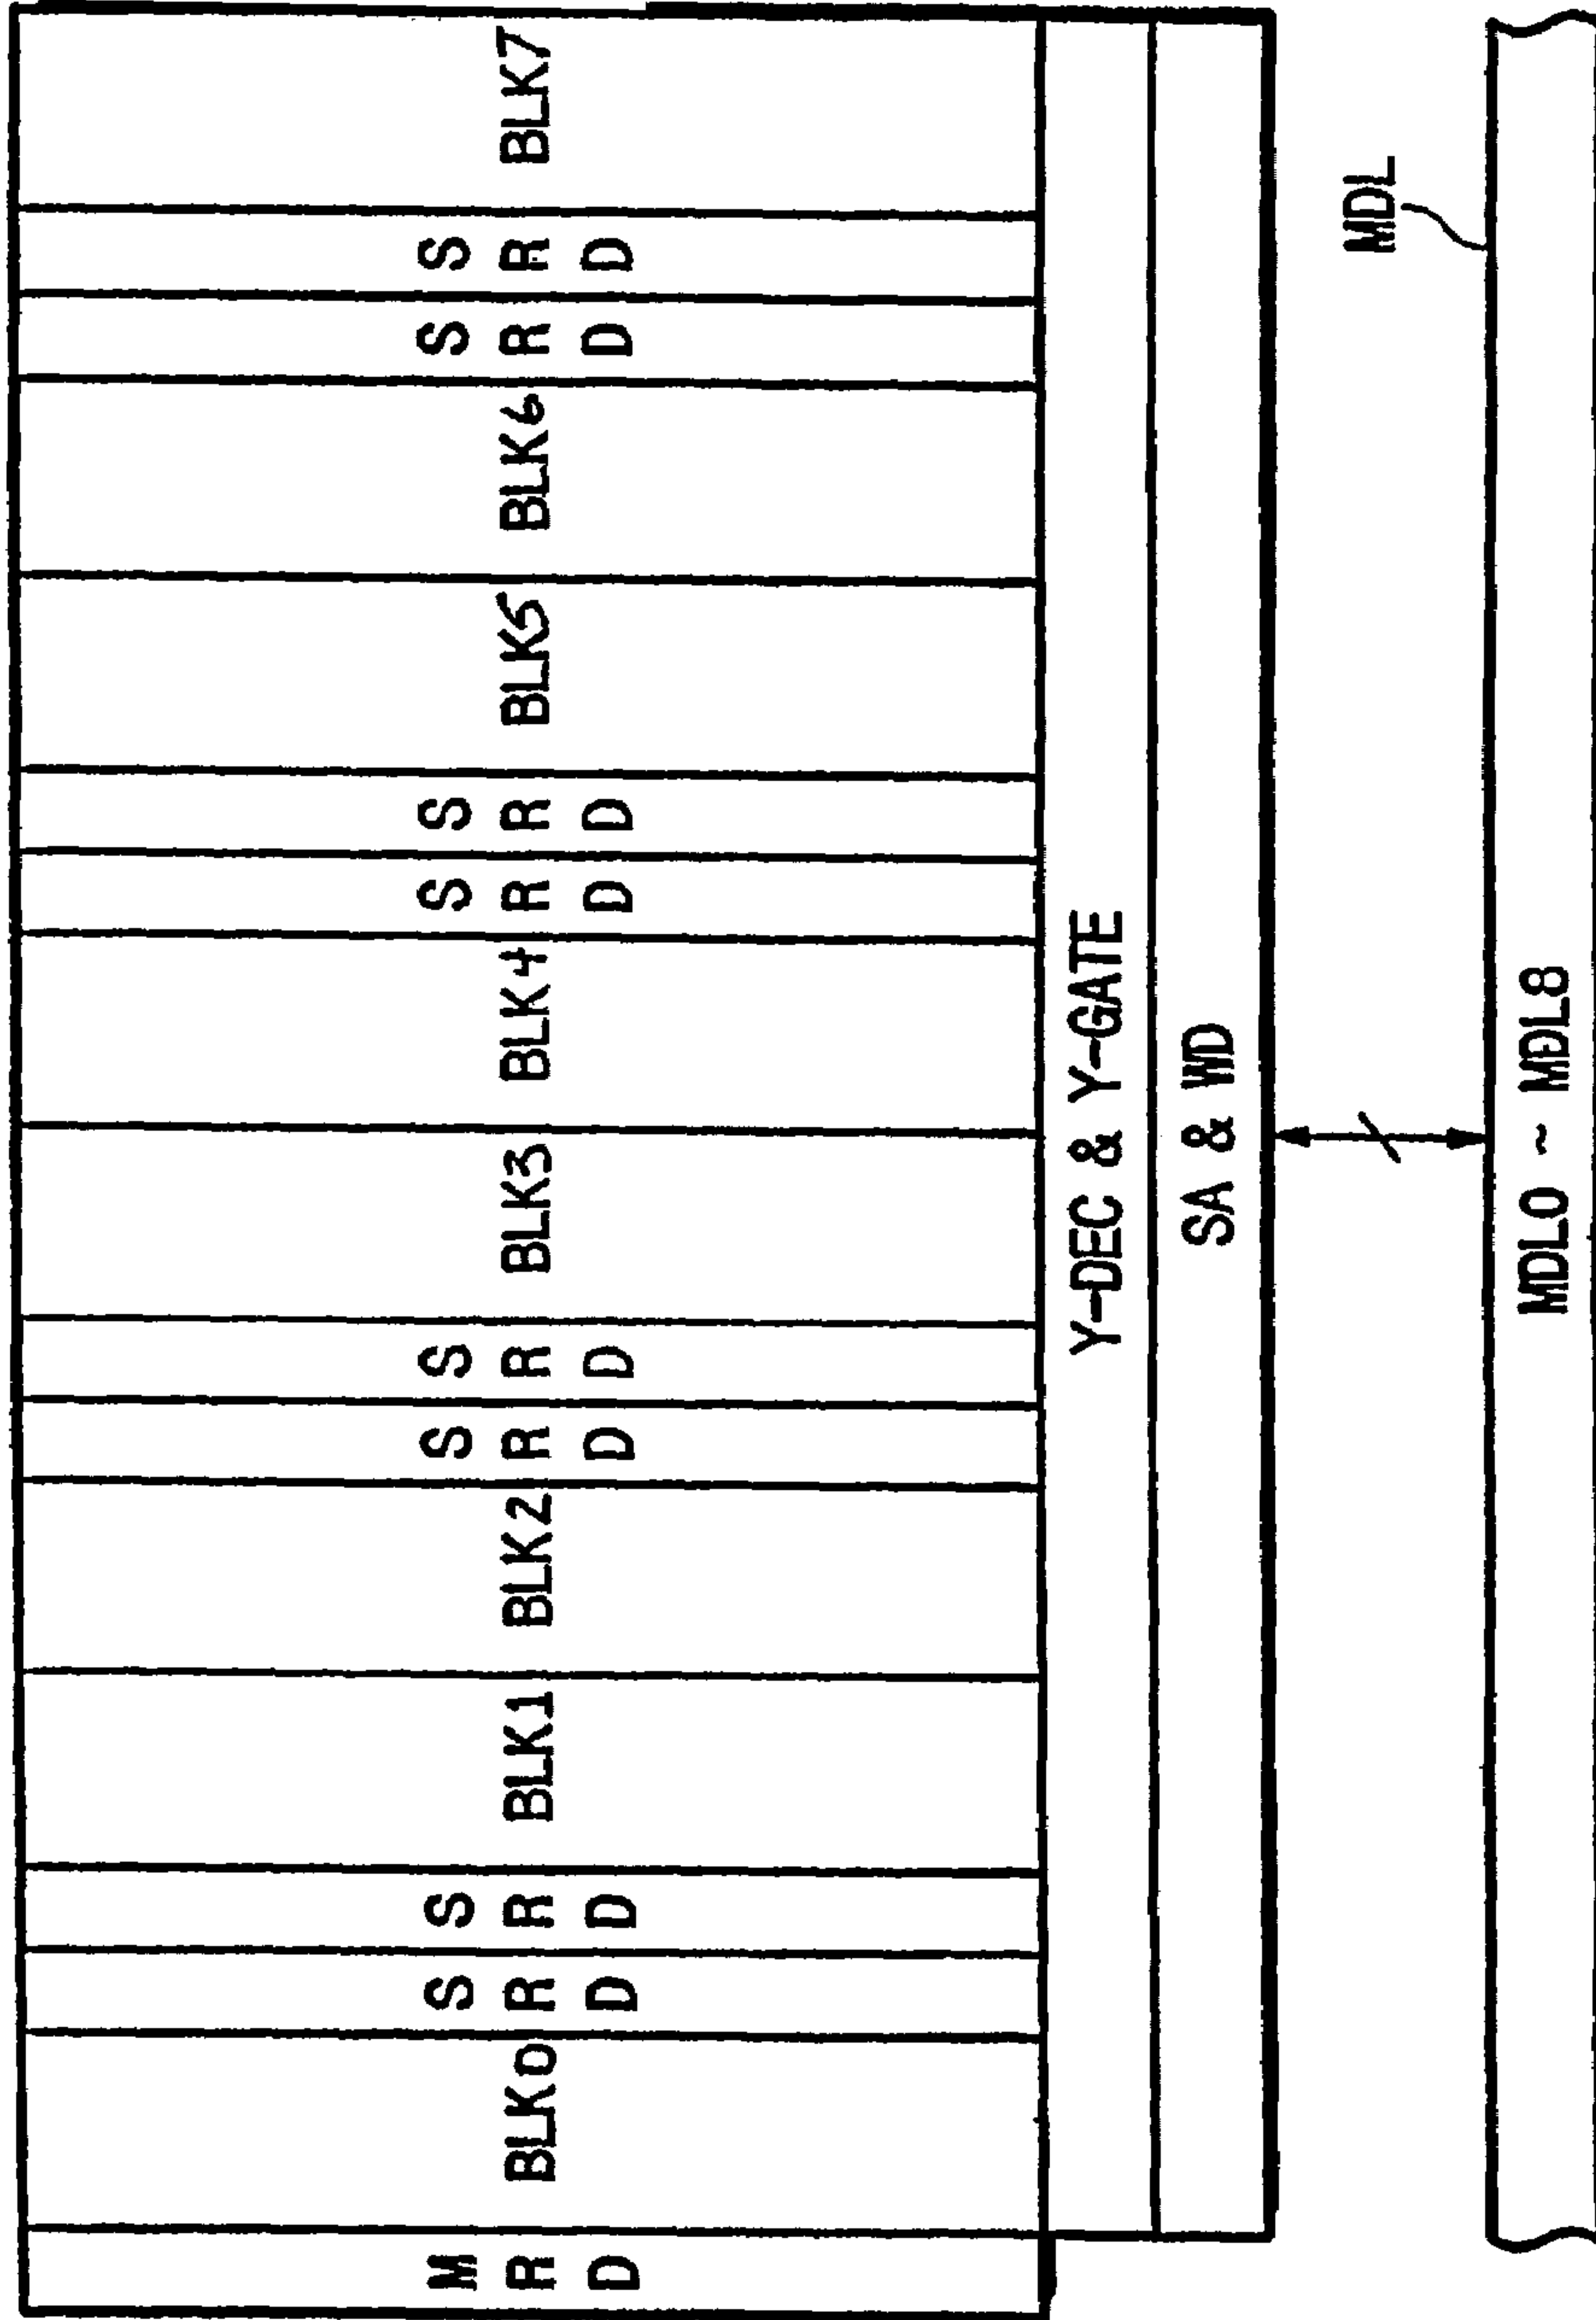 MRD
BLK0
SRD
SRD
BLK1
BLK2
SRD
SRD
BLK3
BLK4
SRD
SRD
BLK5
BLK6
SRD
SRD
BLK7
Y-DEC & Y-GATE
SA & WD
MDL
MDL0 ~ MDL8